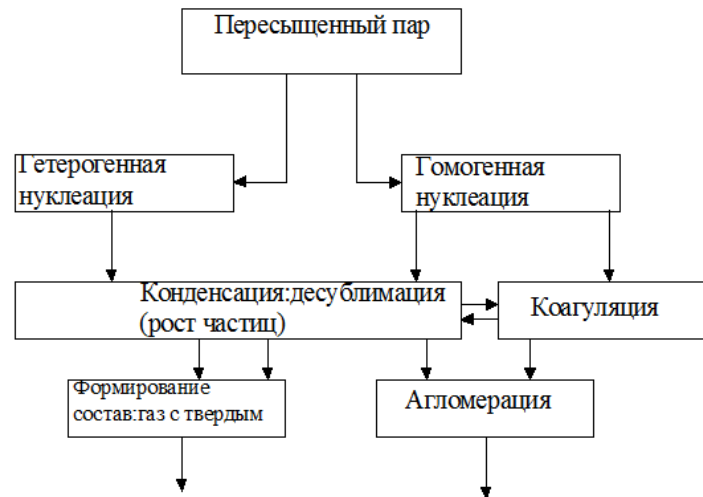 Пересыщенный пар
Гетерогенная
нуклеация
Гомогенная
нуклеация
Конденсация:десублимация
(рост частиц)
Коагуляция
Формирование
состав:газ с твердым
Агломерация